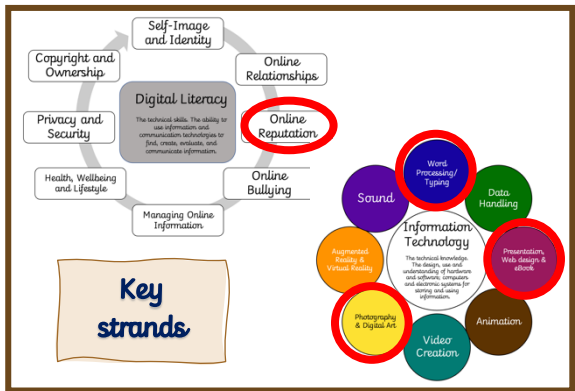 Self-Image
and Identity
Online
Relationships
Online
Reputation
Online
Bullying
Managing Online
Information
Health, Wellbeing
and Lifestyle
Privacy and
Security
Copyright and
Ownership
Digital Literacy
The technical skills. The ability to
use information and
communication technologies to
find, create, evaluate, and
communicate information.
Key
strands
Word
Processing/
Typing
Data
Handling
Presentation,
Web design &
eBook
Animation
Video
Creation
Photography
& Digital Art
Augmented
Reality &
Virtual Reality
Sound
Information
Technology
The technical knowledge.
The design, use and
understanding of hardware
and software; computers
and electronic systems for
storing and using
information.